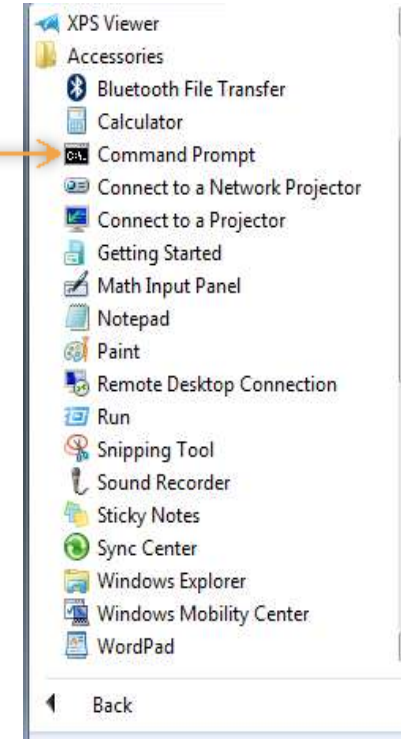 XPS Viewer
Accessories
Bluetooth File Transfer
Calculator
C:\.
Command Prompt
Connect to a Network Projector
Connect to a Projector
Getting Started
Math Input Panel
Notepad
Paint
Remote Desktop Connection
Run
Snipping Tool
Sound Recorder
Sticky Notes
Sync Center
Windows Explorer
Windows Mobility Center
WordPad
Back